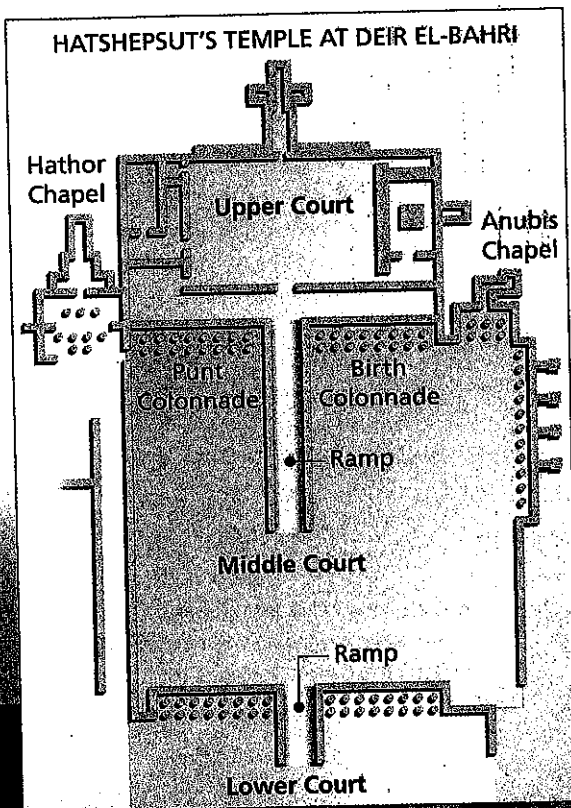 HATSHEPSUT'S TEMPLE AT DEIR EL-BAHRI
Hathor
Chapel
Upper Court
Anubis
Chapel
Punt
Colonnade
Birth
Colonnade
Ramp
Middle Court
Ramp
Lower Court